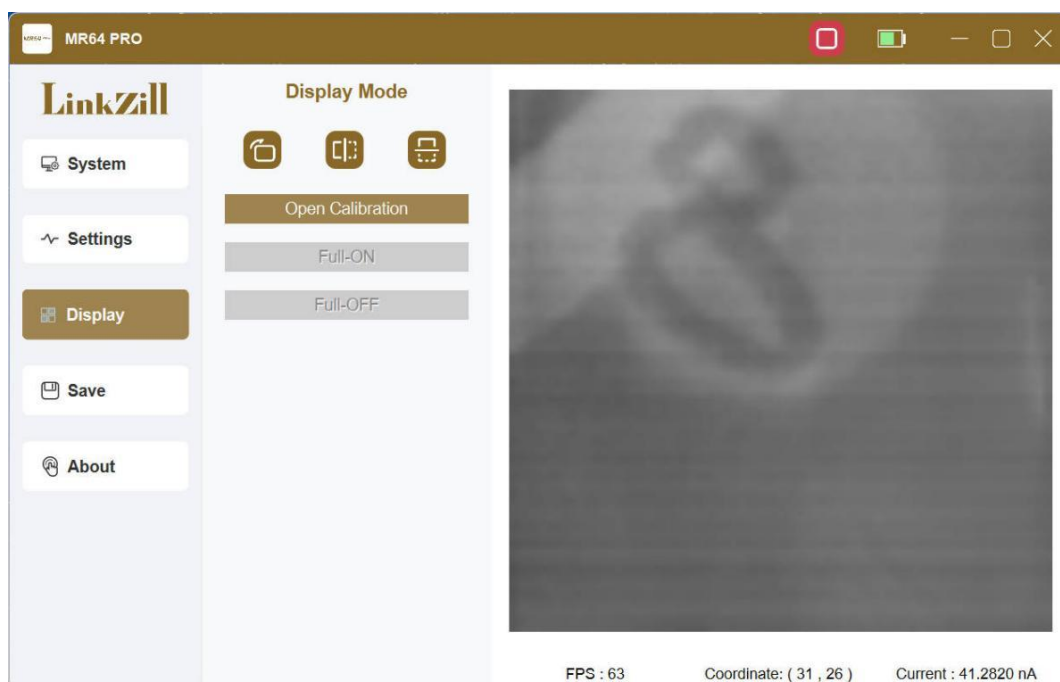 MR64 PRO
LinkZill
System
Settings
Display
Save
About
Display Mode
Open Calibration
Full-ON
Full-OFF
FPS : 63
Coordinate: ( 31 , 26 )
Current : 41.2820 nA